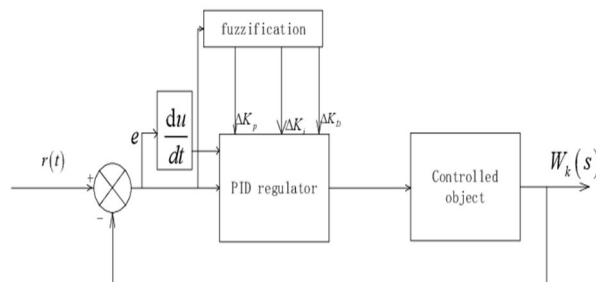 fuzzification
ΔK_p
ΔK_i
ΔK_D
du
dt
e
r(t)
+
−
PID regulator
Controlled
object
W_k(s)